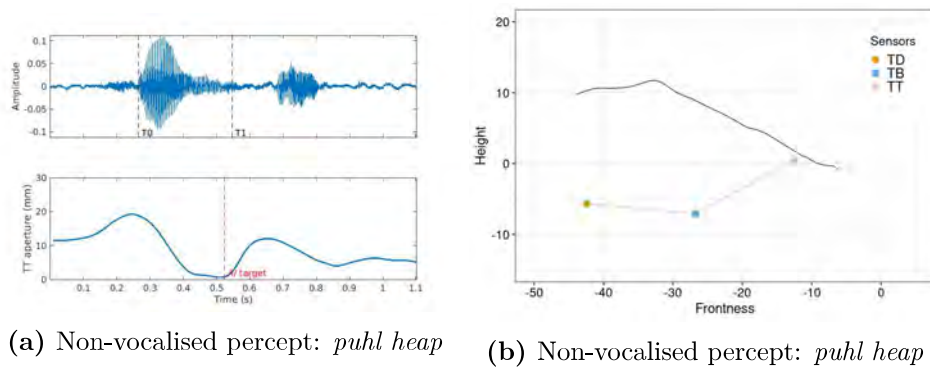 0.1
0.05
0
-0.05
-0.1
Amplitude
T0
T1
30
20
10
0
TT aperture (mm)
/l/ target
0.1 0.2 0.3 0.4 0.5 0.6 0.7 0.8 0.9 1 1.1
Time (s)
(a) Non-vocalised percept: puhl heap
20
10
0
-10
Height
Sensors
TD
TB
TT
-50 -40 -30 -20 -10 0
Frontness
(b) Non-vocalised percept: puhl heap